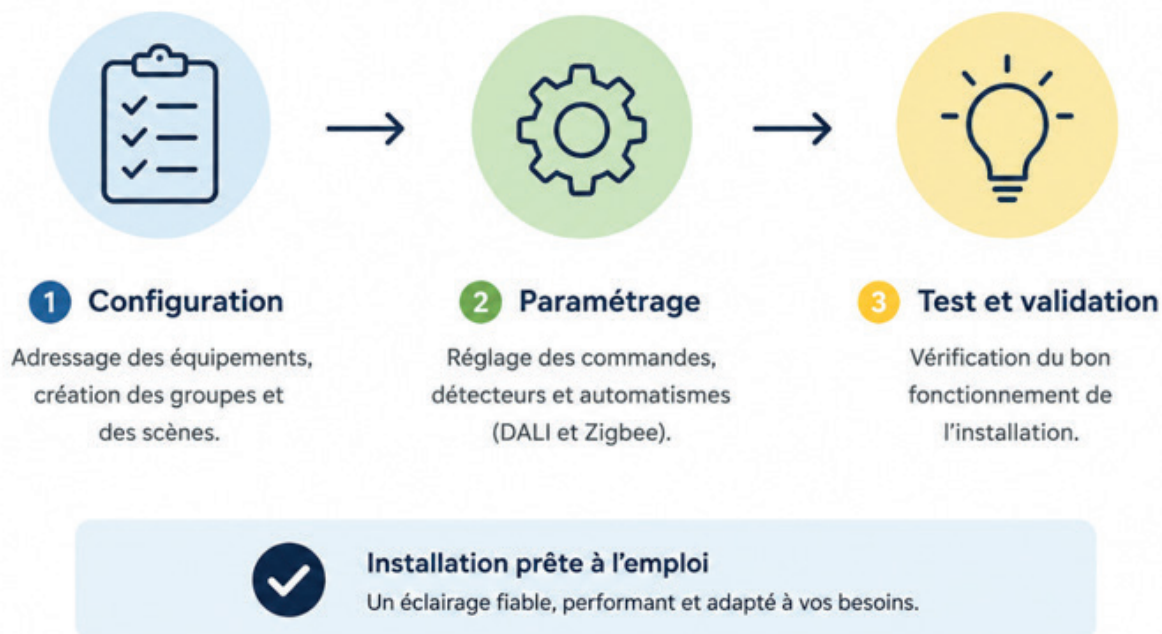 1 Configuration
Adressage des équipements,
création des groupes et
des scènes.
2 Paramétrage
Réglage des commandes,
détecteurs et automatismes
(DALI et Zigbee).
3 Test et validation
Vérification du bon
fonctionnement de
l'installation.
Installation prête à l'emploi
Un éclairage fiable, performant et adapté à vos besoins.